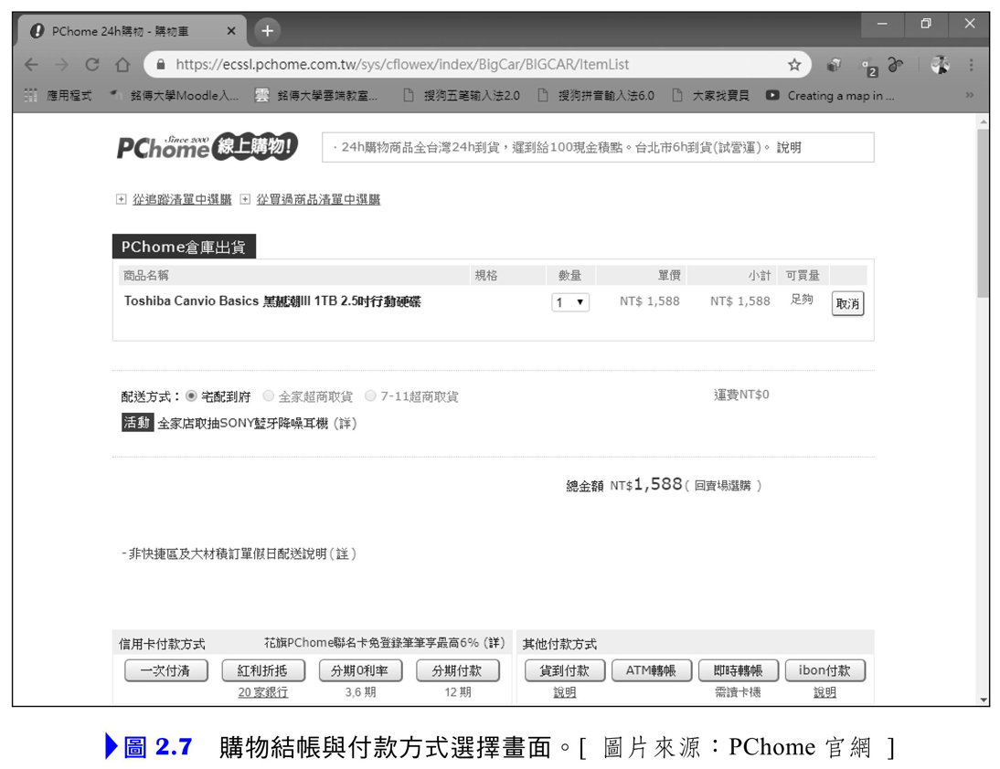 PChome 24h購物 - 購物車
https://ecssl.pchome.com.tw/sys/cflowex/index/BigCar/BIGCAR/ItemList
2
應用程式 銘傳大學Moodle入... 銘傳大學雲端教室... 搜狗五笔输入法2.0 搜狗拼音輸入法6.0 大家找寶貝 Creating a map in ...
Since 2000
PChome 線上購物!
· 24h購物商品全台灣24h到貨,遲到給100現金積點。台北市6h到貨(試營運)。 說明
從追蹤清單中選購 從買過商品清單中選購
PChome倉庫出貨
商品名稱 規格 數量 單價 小計 可買量
Toshiba Canvio Basics 黑靚潮III 1TB 2.5吋行動硬碟 1 NT$ 1,588 NT$ 1,588 足夠 取消
配送方式: 宅配到府 全家超商取貨 7-11超商取貨 運費NT$0
活動 全家店取抽SONY藍牙降噪耳機 (詳)
總金額 NT$1,588( 回賣場選購 )
- 非快捷區及大材積訂單假日配送說明(詳)
信用卡付款方式 花旗PChome聯名卡免登錄筆筆享最高6% (詳) 其他付款方式
一次付清 紅利折抵 分期0利率 分期付款 貨到付款 ATM轉帳 即時轉帳 ibon付款
20 家銀行 3,6 期 12 期 說明 需讀卡機 說明
圖 2.7 購物結帳與付款方式選擇畫面。[ 圖片來源:PChome 官網 ]